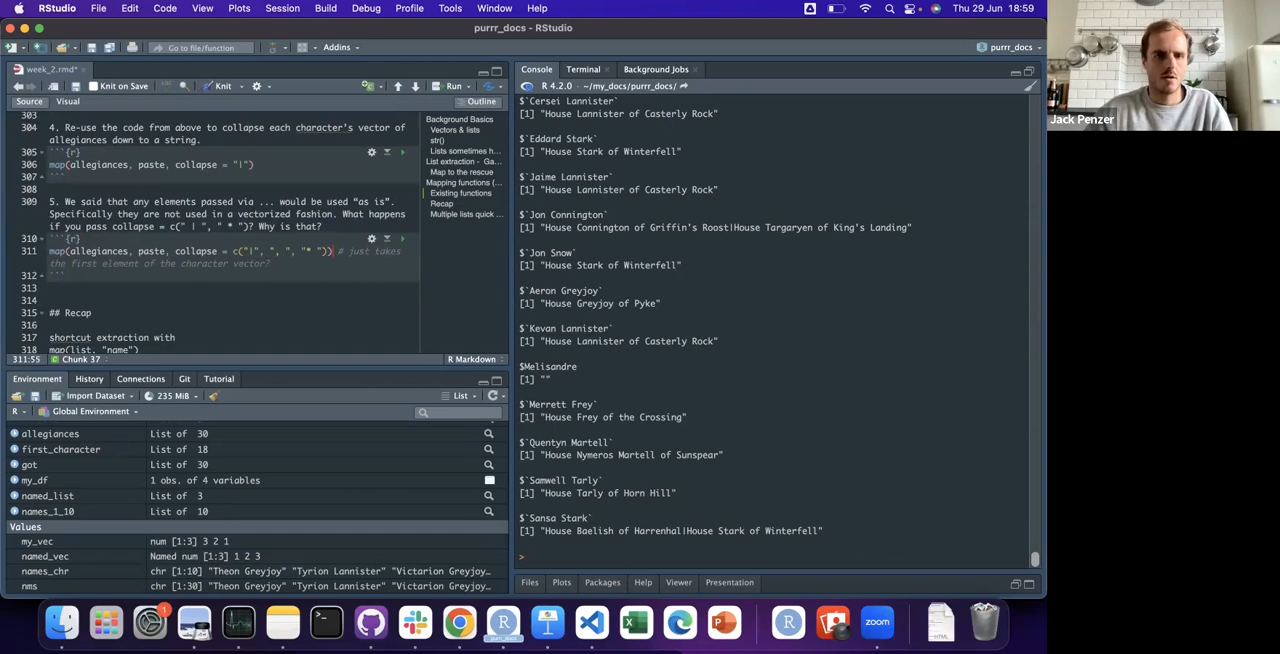 RStudio File Edit Code View Plots Session Build Debug Profile Tools Window Help Thu 29 Jun 18:59
purrr_docs - RStudio
Go to file/function Addins purrr_docs
week_2.rmd*
Knit on Save Knit Run
Source Visual Outline
303
304 4. Re-use the code from above to collapse each character's vector of
allegiances down to a string.
305 ```{r}
306 map(allegiances, paste, collapse = "|")
307 ```
308
309 5. We said that any elements passed via ... would be used “as is”.
Specifically they are not used in a vectorized fashion. What happens
if you pass collapse = c(" | ", " * ")? Why is that?
310 ```{r}
311 map(allegiances, paste, collapse = c("|", ", ", "* ")) # just takes
the first element of the character vector?
312 ```
313
314
315 ## Recap
316
317 shortcut extraction with
318 map(list, "name")
311:55 Chunk 37 R Markdown
Background Basics
Vectors & lists
str()
Lists sometimes h...
List extraction - Ga...
Map to the rescue
Mapping functions (...
Existing functions
Recap
Multiple lists quick ...
Environment History Connections Git Tutorial
Import Dataset 235 MiB List
R Global Environment
allegiances List of 30
first_character List of 18
got List of 30
my_df 1 obs. of 4 variables
named_list List of 3
names_1_10 List of 10
Values
my_vec num [1:3] 3 2 1
named_vec Named num [1:3] 1 2 3
names_chr chr [1:10] "Theon Greyjoy" "Tyrion Lannister" "Victarion Greyjoy…
nms chr [1:30] "Theon Greyjoy" "Tyrion Lannister" "Victarion Greyjoy…
Console Terminal Background Jobs
R 4.2.0 · ~/my_docs/purrr_docs/
$`Cersei Lannister`
[1] "House Lannister of Casterly Rock"
$`Eddard Stark`
[1] "House Stark of Winterfell"
$`Jaime Lannister`
[1] "House Lannister of Casterly Rock"
$`Jon Connington`
[1] "House Connington of Griffin's Roost|House Targaryen of King's Landing"
$`Jon Snow`
[1] "House Stark of Winterfell"
$`Aeron Greyjoy`
[1] "House Greyjoy of Pyke"
$`Kevan Lannister`
[1] "House Lannister of Casterly Rock"
$Melisandre
[1] ""
$`Merrett Frey`
[1] "House Frey of the Crossing"
$`Quentyn Martell`
[1] "House Nymeros Martell of Sunspear"
$`Samwell Tarly`
[1] "House Tarly of Horn Hill"
$`Sansa Stark`
[1] "House Baelish of Harrenhal|House Stark of Winterfell"
>
Files Plots Packages Help Viewer Presentation
Jack Penzer
purrr_docs
zoom
HTML